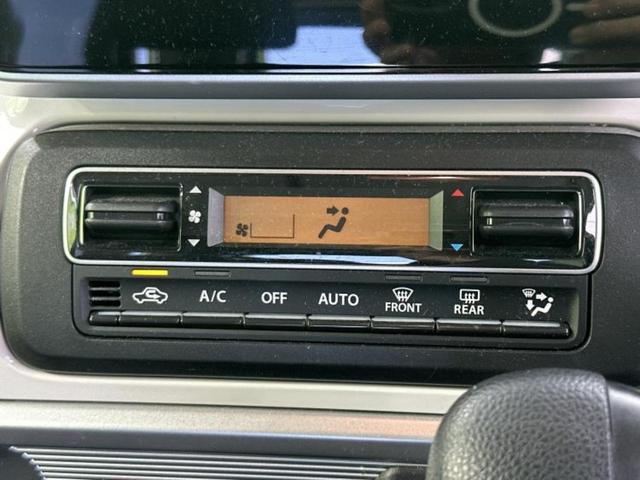 A/C OFF AUTO FRONT REAR